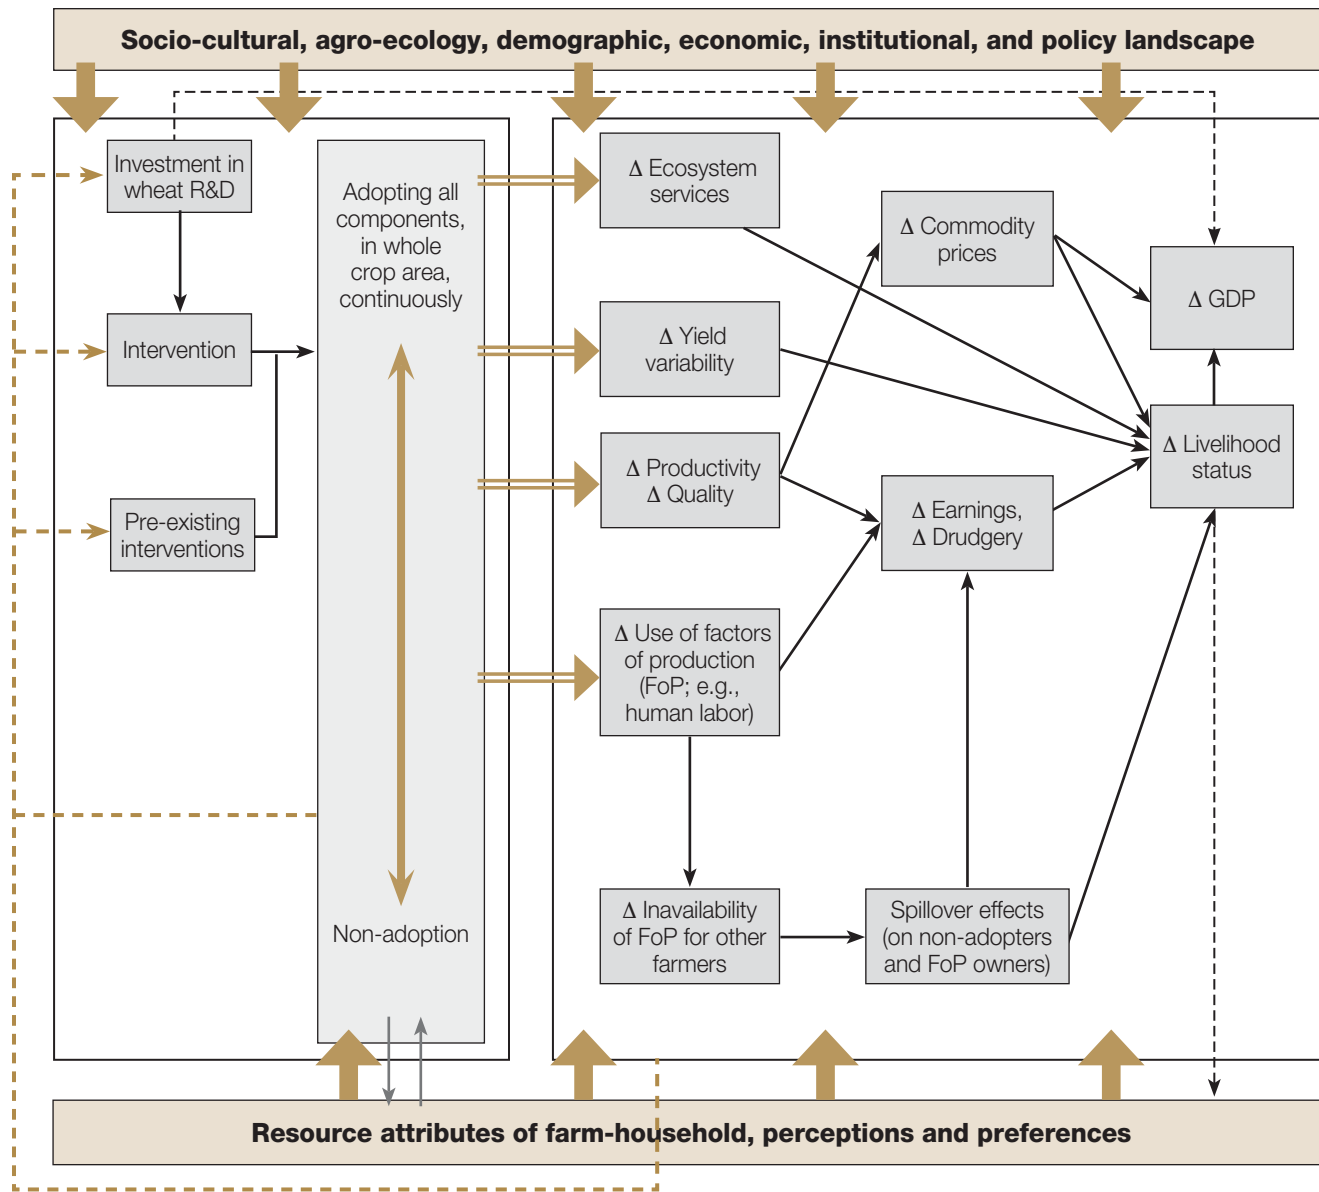 Socio-cultural, agro-ecology, demographic, economic, institutional, and policy landscape
Investment in
wheat R&D
Intervention
Pre-existing
interventions
Adopting all
components,
in whole
crop area,
continuously
Non-adoption
Δ Ecosystem
services
Δ Yield
variability
Δ Productivity
Δ Quality
Δ Use of factors
of production
(FoP; e.g.,
human labor)
Δ Inavailability
of FoP for other
farmers
Δ Commodity
prices
Δ Earnings,
Δ Drudgery
Spillover effects
(on non-adopters
and FoP owners)
Δ GDP
Δ Livelihood
status
Resource attributes of farm-household, perceptions and preferences